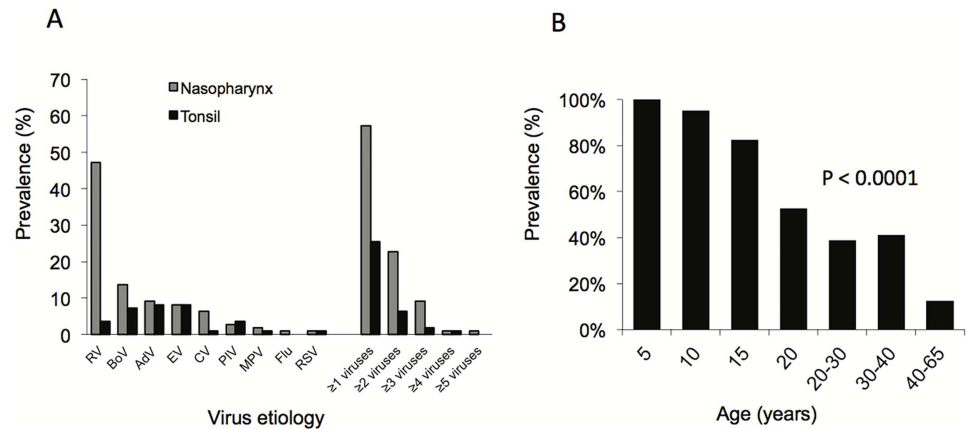 A
70
60
50
40
30
20
10
0
Prevalence (%)
Nasopharynx
Tonsil
RV
BoV
AdV
EV
CV
PIV
MPV
Flu
RSV
≥1 viruses
≥2 viruses
≥3 viruses
≥4 viruses
≥5 viruses
Virus etiology
B
100%
80%
60%
40%
20%
0%
Prevalence (%)
P < 0.0001
5
10
15
20
20-30
30-40
40-65
Age (years)